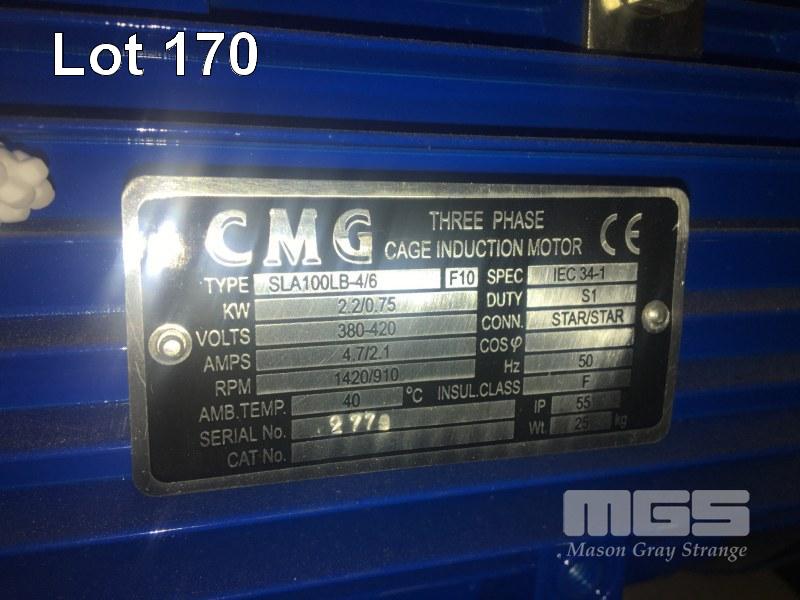 Lot 170
CMG THREE PHASE CAGE INDUCTION MOTOR CE
TYPE SLA100LB-4/6 F10 SPEC IEC 34-1
KW 2.2/0.75 DUTY S1
VOLTS 380-420 CONN. STAR/STAR
AMPS 4.7/2.1 COS φ
RPM 1420/910 Hz 50
AMB.TEMP. 40 °C INSUL.CLASS F
SERIAL No. 2779 IP 55
CAT No. Wt. 25 kg
MGS
Mason Gray Strange